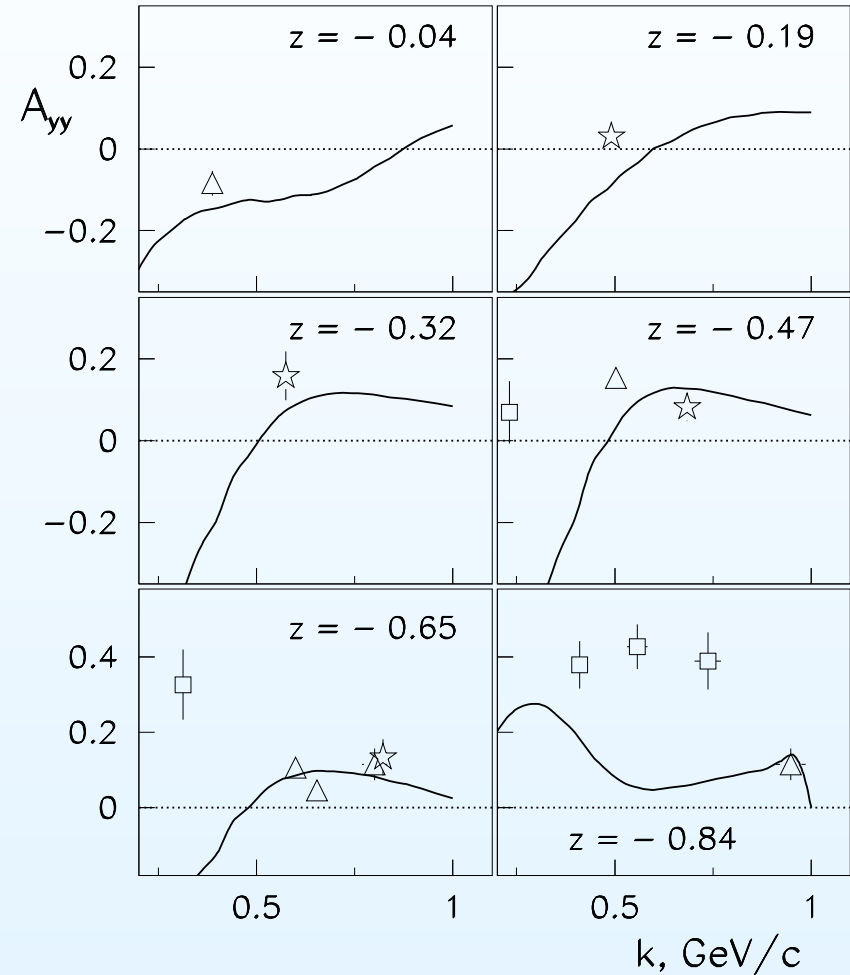 z = − 0.04
z = − 0.19
0.2
A_yy
0
−0.2
z = − 0.32
z = − 0.47
0.2
0
−0.2
z = − 0.65
0.4
0.2
0
z = − 0.84
0.5 1 0.5 1
k, GeV/c